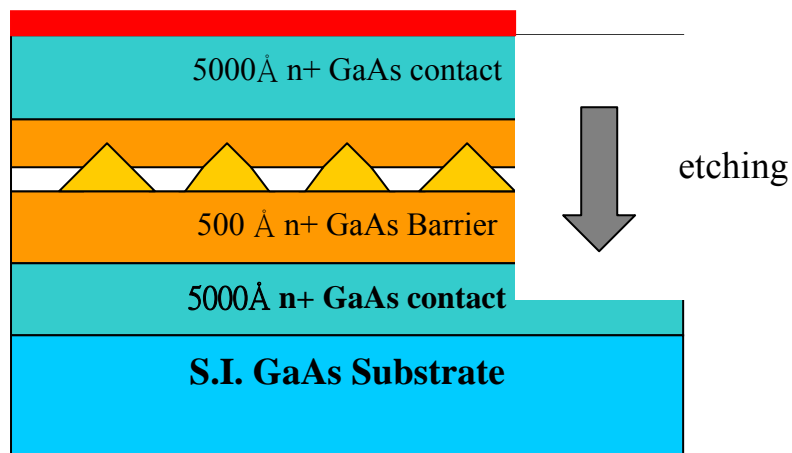 5000Å n+ GaAs contact
etching
500 Å n+ GaAs Barrier
5000Å n+ GaAs contact
S.I. GaAs Substrate